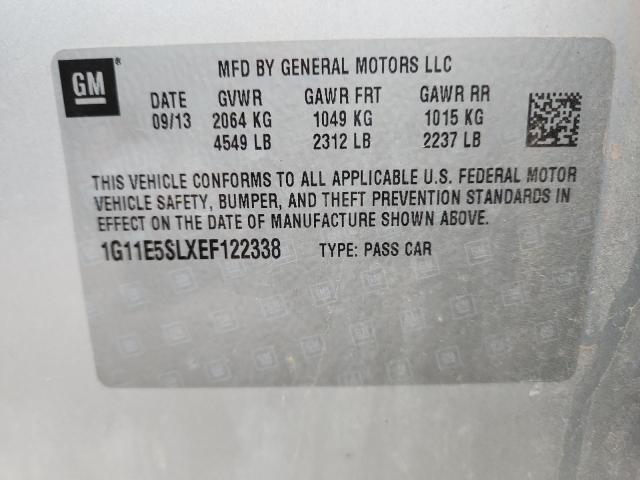 GM
MFD BY GENERAL MOTORS LLC
DATE GVWR GAWR FRT GAWR RR
09/13 2064 KG 1049 KG 1015 KG
4549 LB 2312 LB 2237 LB
THIS VEHICLE CONFORMS TO ALL APPLICABLE U.S. FEDERAL MOTOR
VEHICLE SAFETY, BUMPER, AND THEFT PREVENTION STANDARDS IN
EFFECT ON THE DATE OF MANUFACTURE SHOWN ABOVE.
1G11E5SLXEF122338 TYPE: PASS CAR